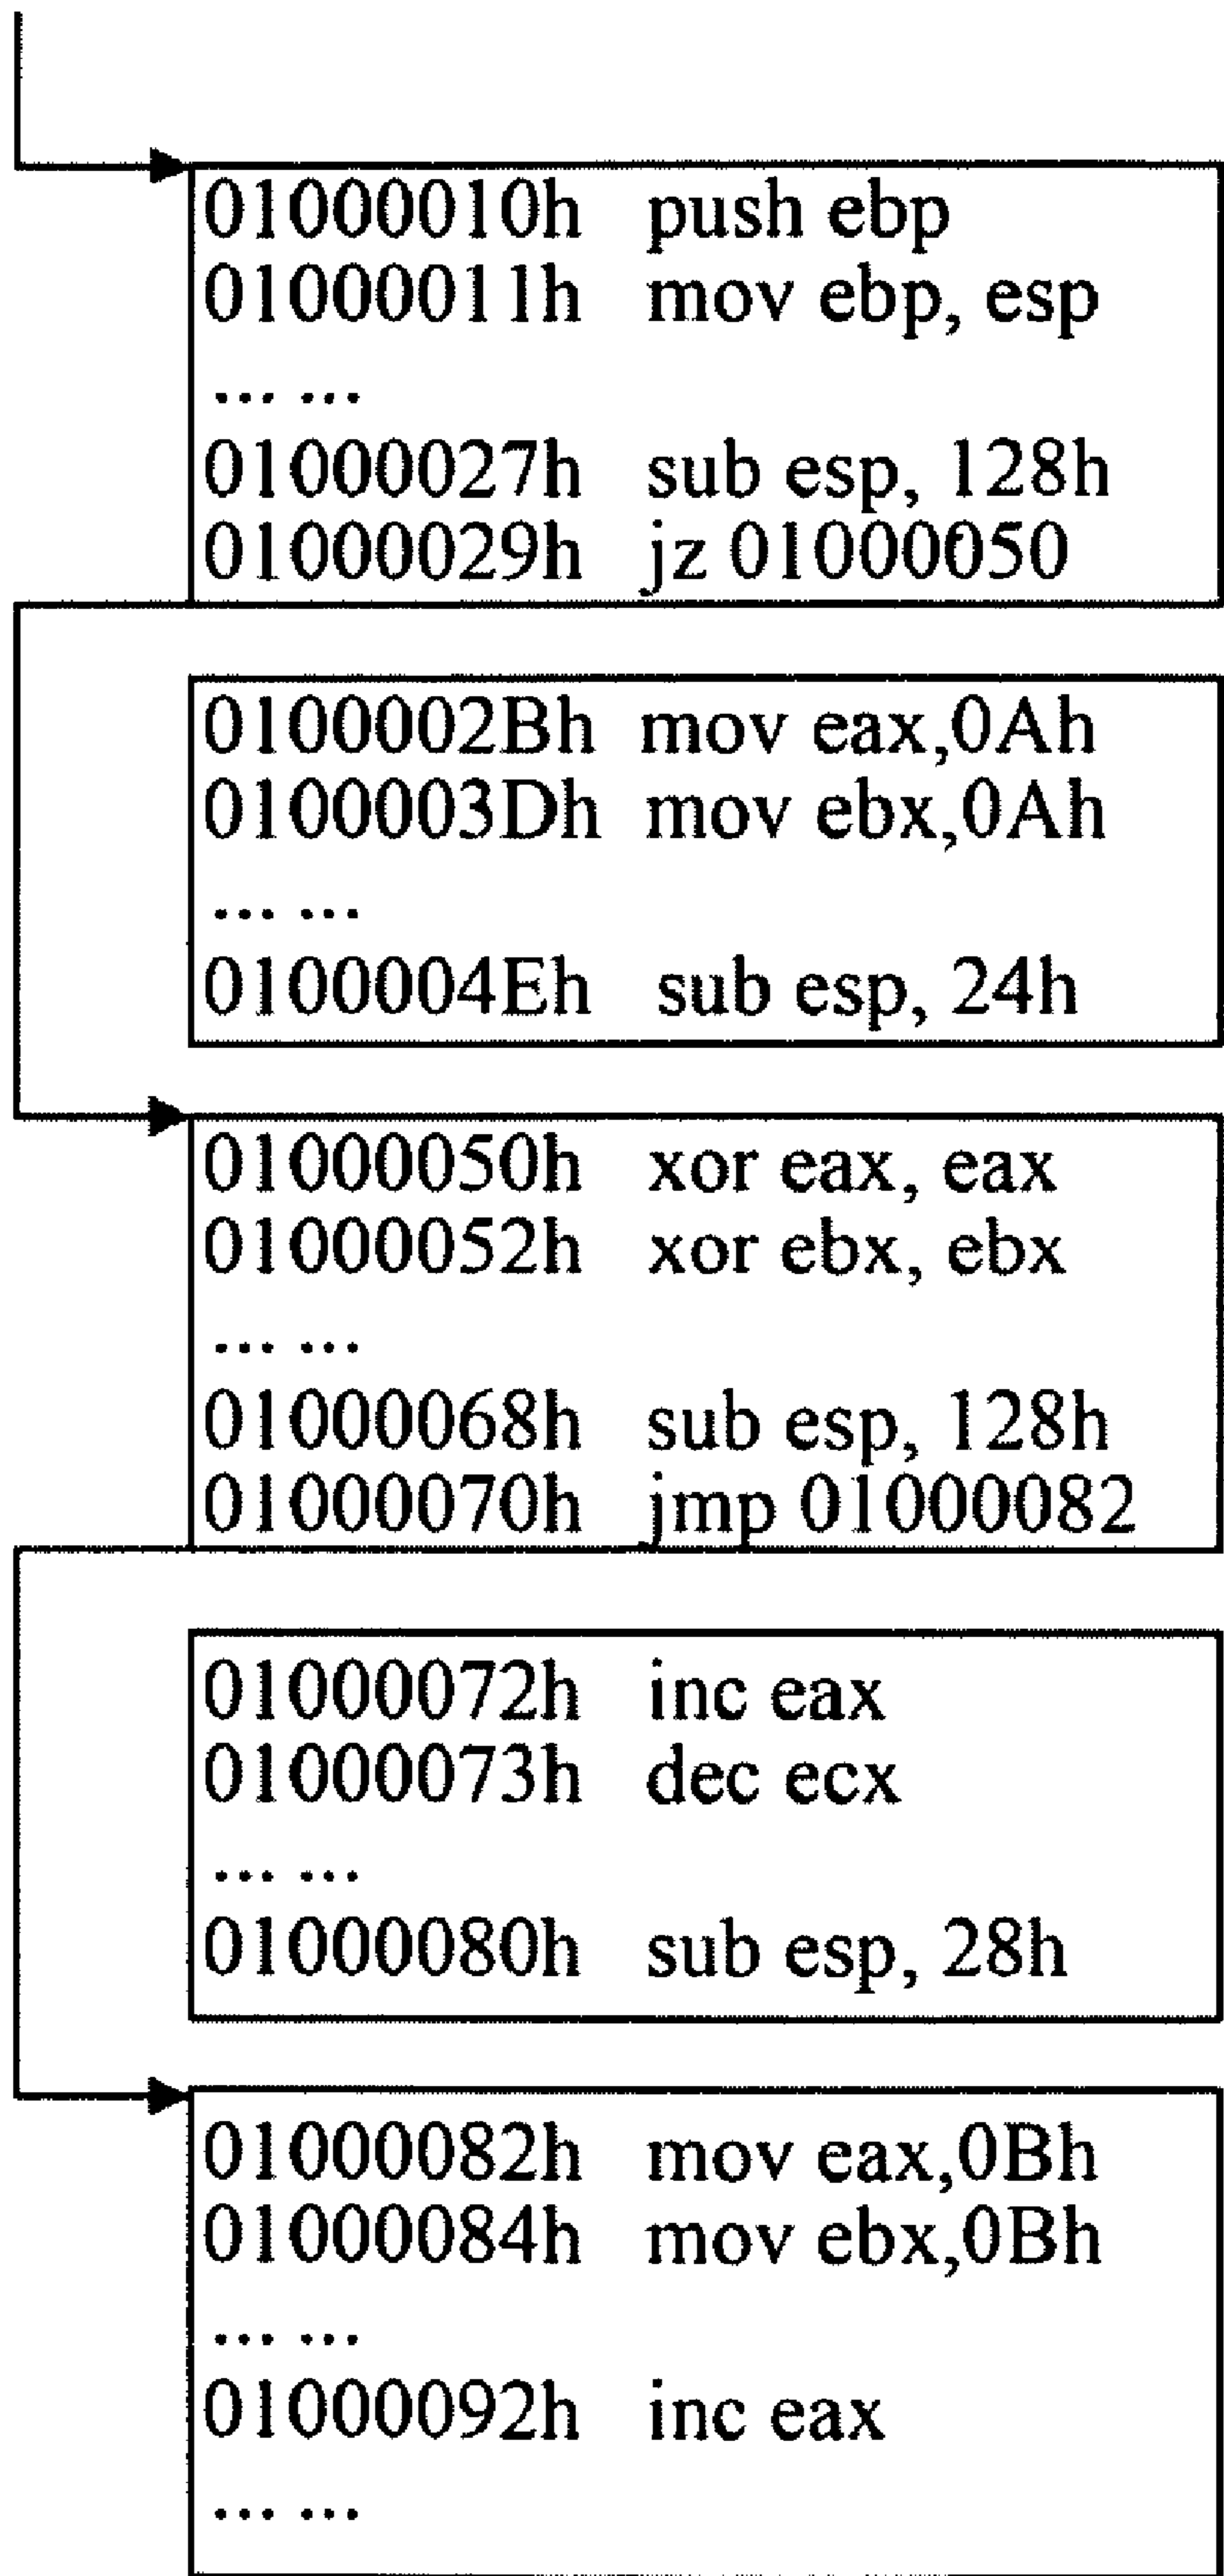 01000010h push ebp
01000011h mov ebp, esp
... ...
01000027h sub esp, 128h
01000029h jz 01000050
0100002Bh mov eax,0Ah
0100003Dh mov ebx,0Ah
... ...
0100004Eh sub esp, 24h
01000050h xor eax, eax
01000052h xor ebx, ebx
... ...
01000068h sub esp, 128h
01000070h jmp 01000082
01000072h inc eax
01000073h dec ecx
... ...
01000080h sub esp, 28h
01000082h mov eax,0Bh
01000084h mov ebx,0Bh
... ...
01000092h inc eax
... ...